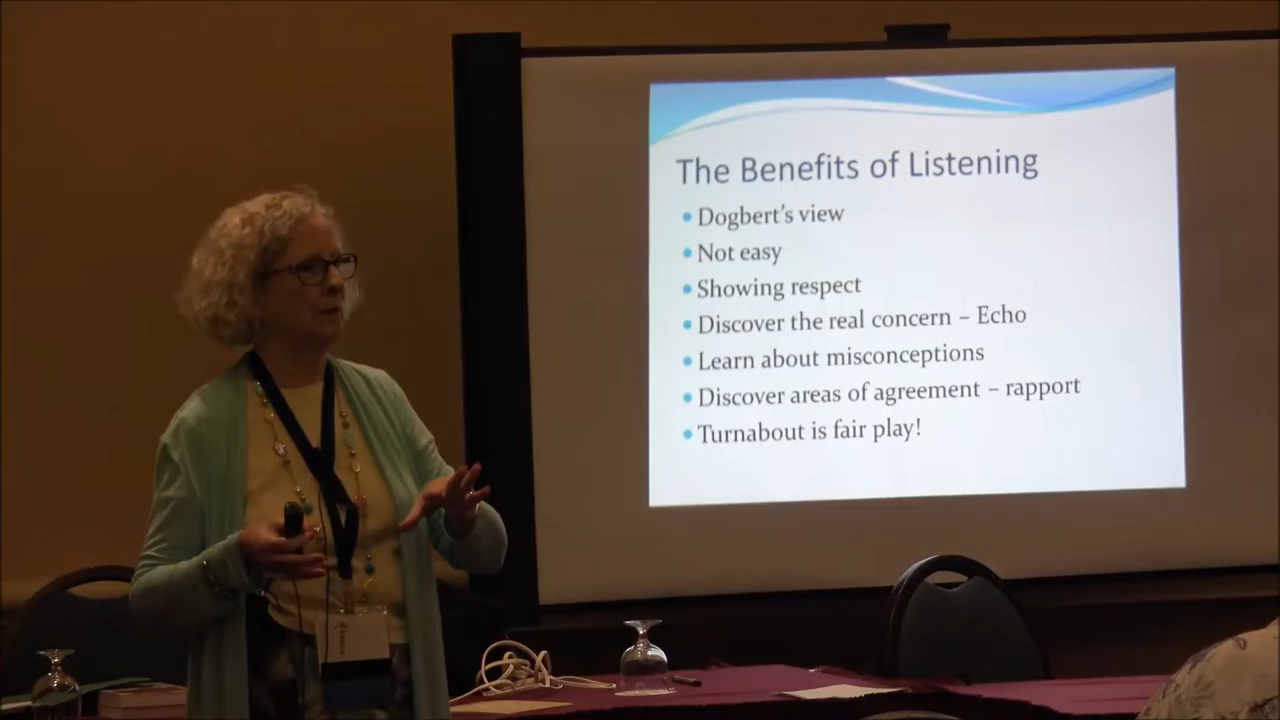 The Benefits of Listening
• Dogbert's view
• Not easy
• Showing respect
• Discover the real concern – Echo
• Learn about misconceptions
• Discover areas of agreement – rapport
• Turnabout is fair play!